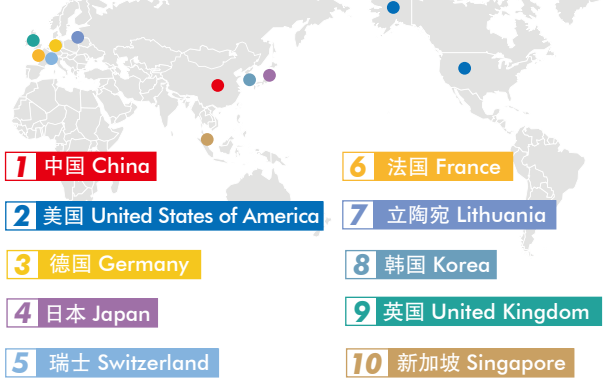 1 中国 China
2 美国 United States of America
3 德国 Germany
4 日本 Japan
5 瑞士 Switzerland
6 法国 France
7 立陶宛 Lithuania
8 韩国 Korea
9 英国 United Kingdom
10 新加坡 Singapore